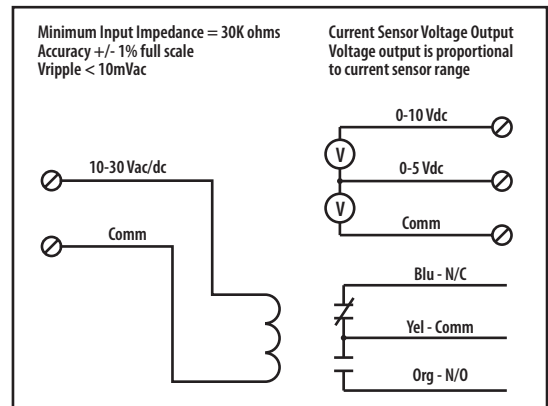 Minimum Input Impedance = 30K ohms
Accuracy +/- 1% full scale
Vripple < 10mVac
Current Sensor Voltage Output
Voltage output is proportional
to current sensor range
0-10 Vdc
V
10-30 Vac/dc
0-5 Vdc
V
Comm
Comm
Blu - N/C
Yel - Comm
Org - N/O